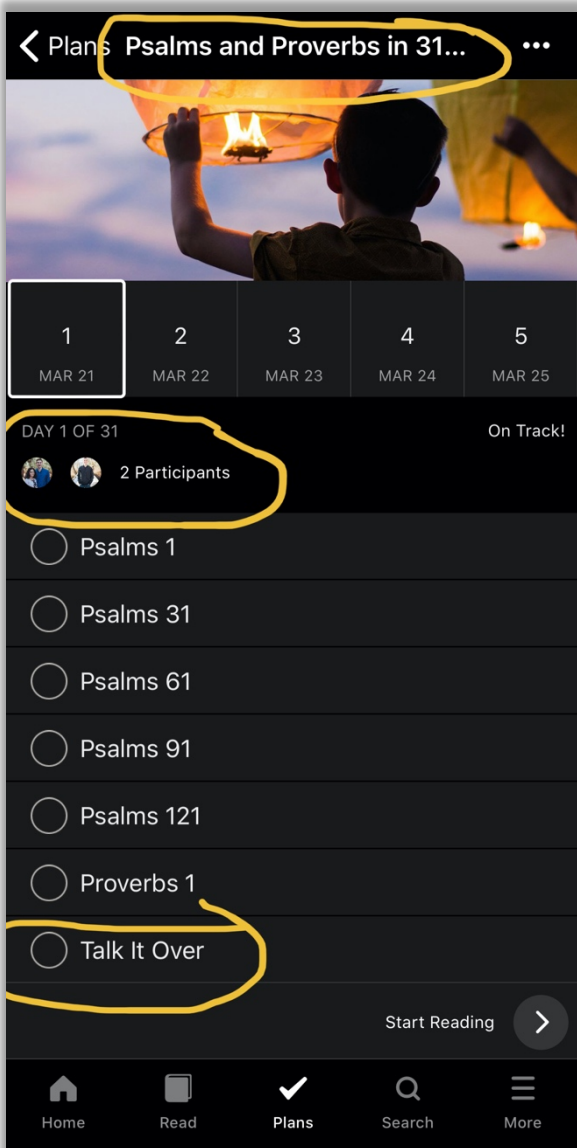 Plans Psalms and Proverbs in 31...
1 2 3 4 5
MAR 21 MAR 22 MAR 23 MAR 24 MAR 25
DAY 1 OF 31 On Track!
2 Participants
Psalms 1
Psalms 31
Psalms 61
Psalms 91
Psalms 121
Proverbs 1
Talk It Over
Start Reading
Home Read Plans Search More